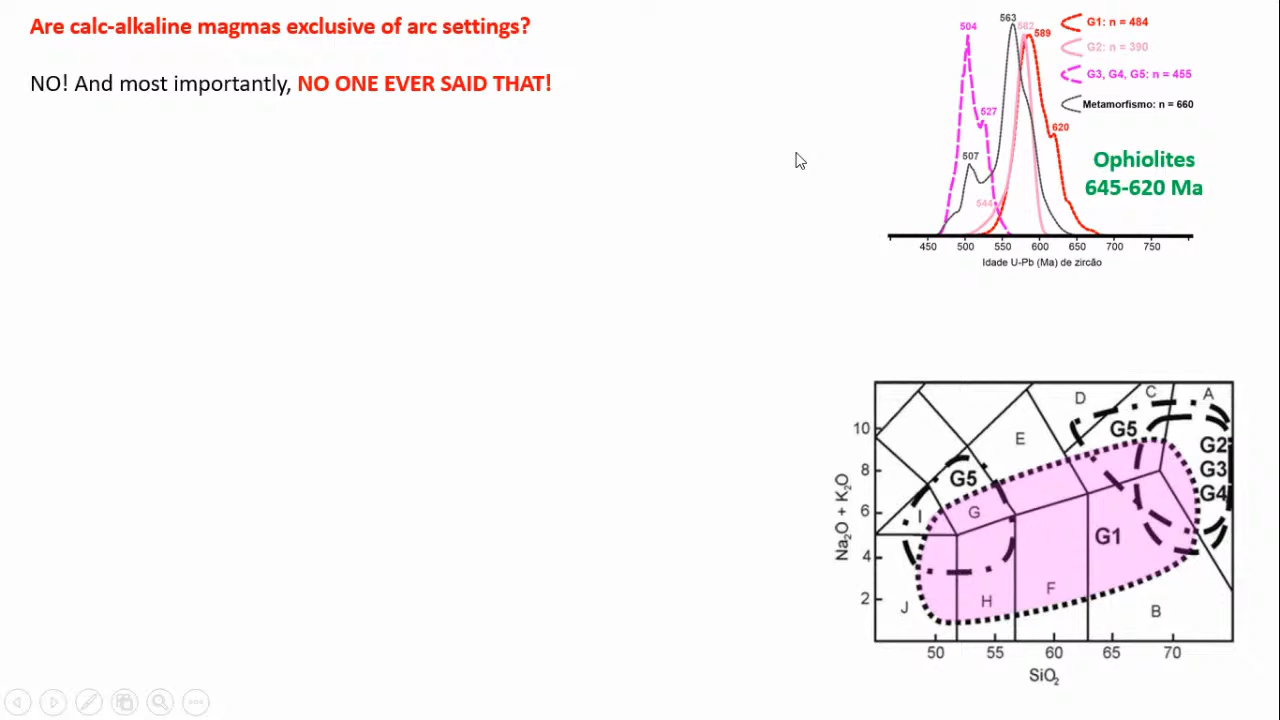 Are calc-alkaline magmas exclusive of arc settings?
NO! And most importantly, NO ONE EVER SAID THAT!
504
563
582
589
527
620
507
544
G1: n = 484
G2: n = 390
G3, G4, G5: n = 455
Metamorfismo: n = 660
Ophiolites
645-620 Ma
450 500 550 600 650 700 750
Idade U-Pb (Ma) de zircão
D C A
E G5 G2
G3
G5 G4
I G
G1
F
J H B
10
8
6
4
2
Na₂O + K₂O
50 55 60 65 70
SiO₂